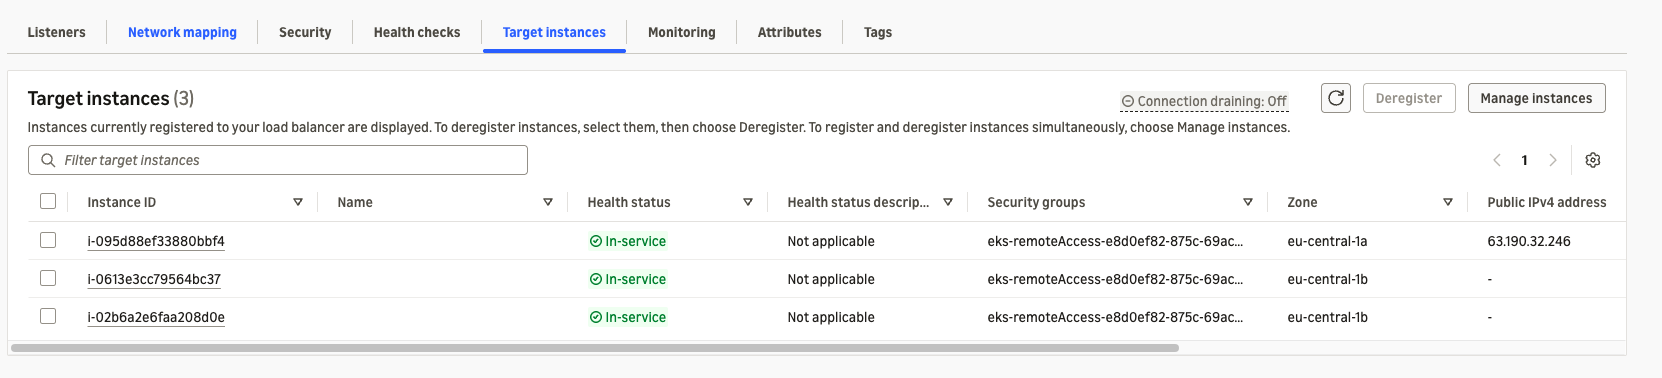 Listeners Network mapping Security Health checks Target instances Monitoring Attributes Tags
Target instances (3) Connection draining: Off Deregister Manage instances
Instances currently registered to your load balancer are displayed. To deregister instances, select them, then choose Deregister. To register and deregister instances simultaneously, choose Manage instances.
Filter target instances 1
Instance ID Name Health status Health status descrip... Security groups Zone Public IPv4 address
i-095d88ef33880bbf4 In-service Not applicable eks-remoteAccess-e8d0ef82-875c-69ac... eu-central-1a 63.190.32.246
i-0613e3cc79564bc37 In-service Not applicable eks-remoteAccess-e8d0ef82-875c-69ac... eu-central-1b -
i-02b6a2e6faa208d0e In-service Not applicable eks-remoteAccess-e8d0ef82-875c-69ac... eu-central-1b -